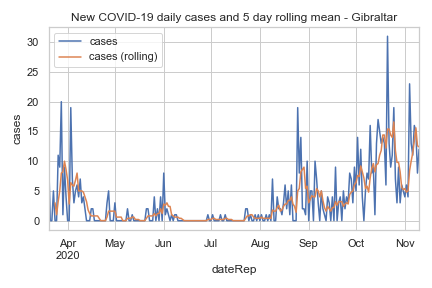 New COVID-19 daily cases and 5 day rolling mean - Gibraltar
cases
cases (rolling)
30
25
20
15
10
5
0
cases
Apr May Jun Jul Aug Sep Oct Nov
2020
dateRep